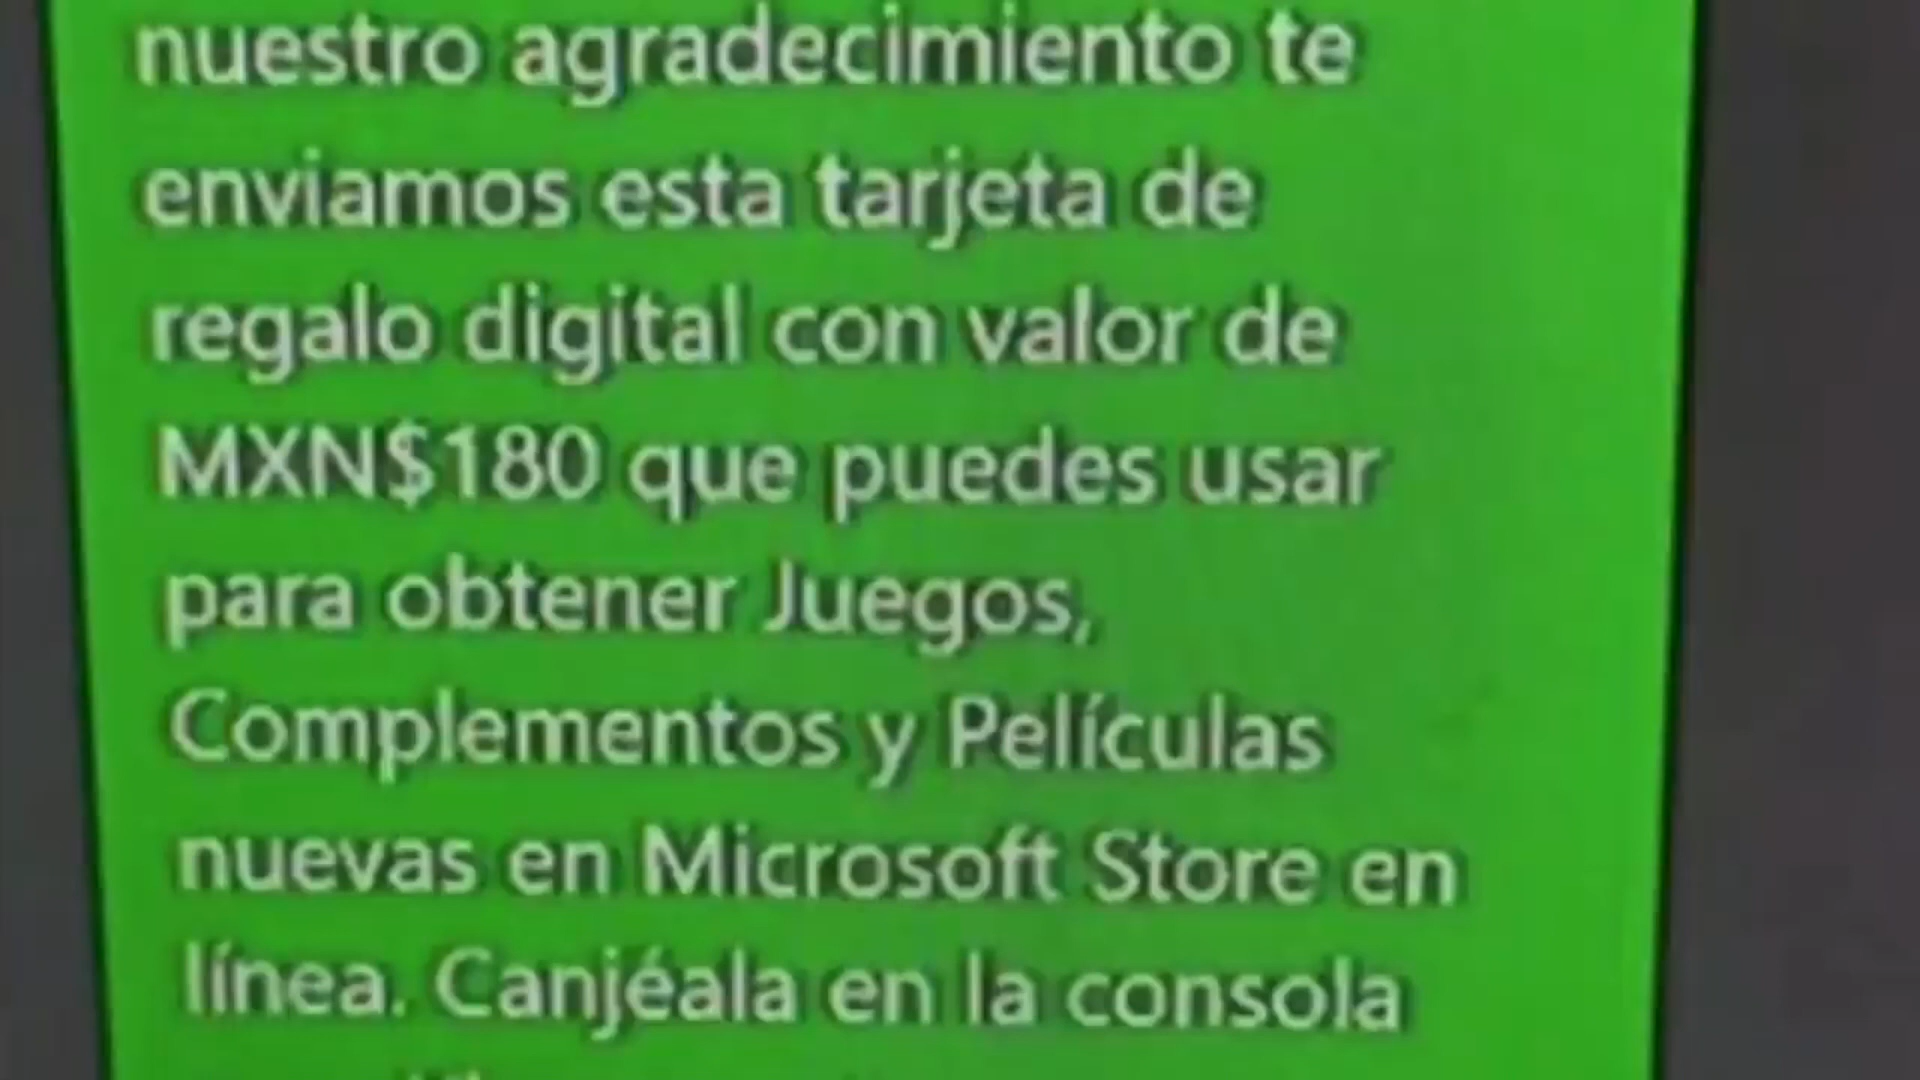 nuestro agradecimiento te
enviamos esta tarjeta de
regalo digital con valor de
MXN$180 que puedes usar
para obtener Juegos,
Complementos y Películas
nuevas en Microsoft Store en
línea. Canjéala en la consola